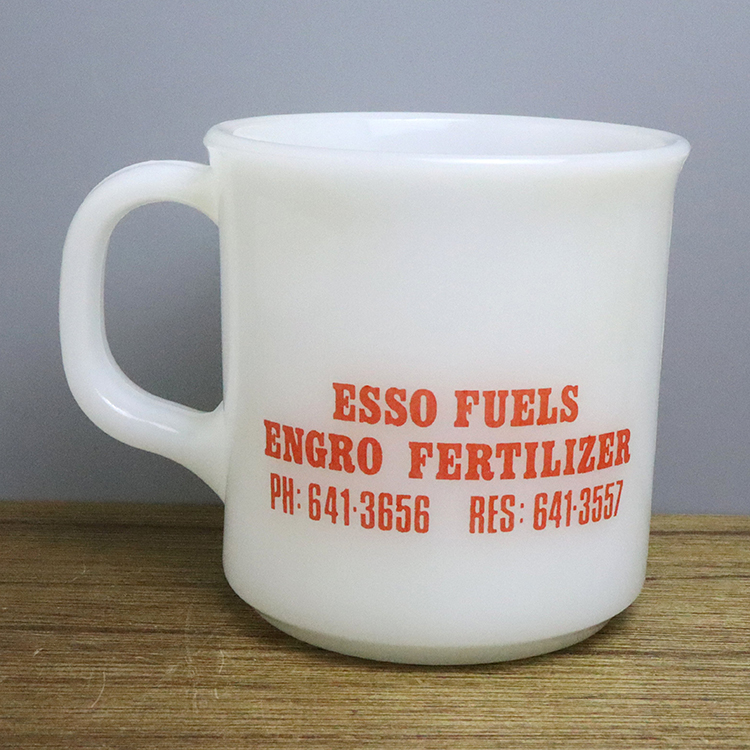 ESSO FUELS
ENGRO FERTILIZER
PH: 641·3656 RES: 641·3557